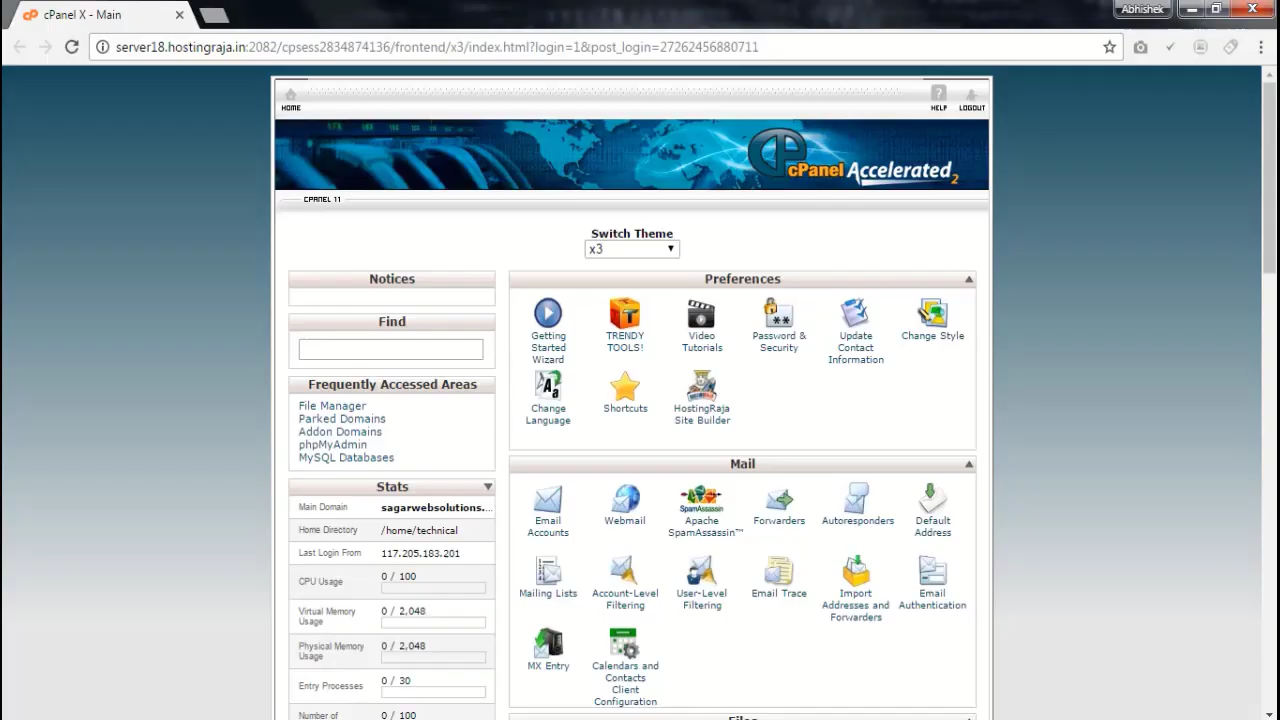 cPanel X - Main
Abhishek
server18.hostingraja.in:2082/cpsess2834874136/frontend/x3/index.html?login=1&post_login=27262456880711
HOME
HELP
LOGOUT
cPanel Accelerated 2
CPANEL 11
Switch Theme
x3
Notices
Find
Frequently Accessed Areas
File Manager
Parked Domains
Addon Domains
phpMyAdmin
MySQL Databases
Stats
Main Domain sagarwebsolutions....
Home Directory /home/technical
Last Login From 117.205.183.201
CPU Usage 0 / 100
Virtual Memory Usage 0 / 2,048
Physical Memory Usage 0 / 2,048
Entry Processes 0 / 30
Number of 0 / 100
Preferences
Getting Started Wizard
TRENDY TOOLS!
Video Tutorials
Password & Security
Update Contact Information
Change Style
Change Language
Shortcuts
HostingRaja Site Builder
Mail
Email Accounts
Webmail
Apache SpamAssassin™
Forwarders
Autoresponders
Default Address
Mailing Lists
Account-Level Filtering
User-Level Filtering
Email Trace
Import Addresses and Forwarders
Email Authentication
MX Entry
Calendars and Contacts Client Configuration
Files